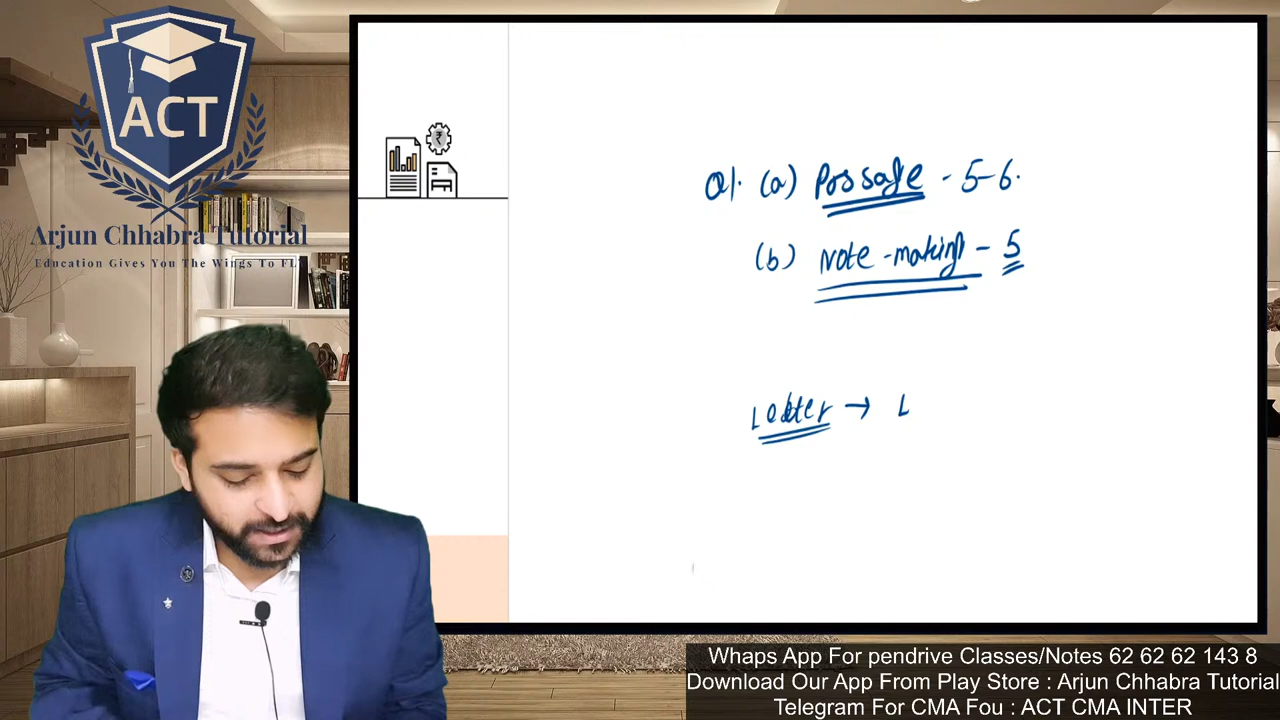 ACT
Arjun Chhabra Tutorial
Education Gives You The Wings To FL
Q1. (a) Passage - 5-6.
(b) Note-making - 5
Letter → L
Whaps App For pendrive Classes/Notes 62 62 62 143 8
Download Our App From Play Store : Arjun Chhabra Tutorial
Telegram For CMA Fou : ACT CMA INTER